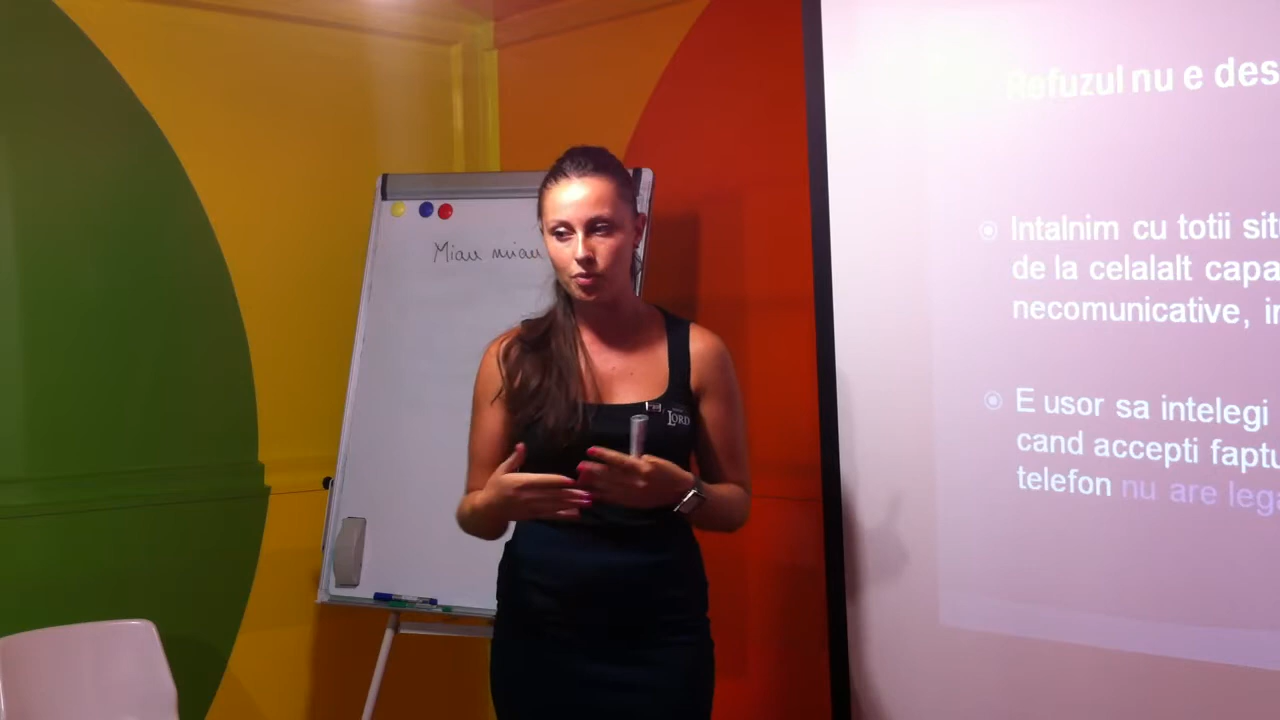 Miau miau
LORD
Refuzul nu e des
Intalnim cu totii sit
de la celalalt capa
necomunicative, in
E usor sa intelegi
cand accepti faptu
telefon nu are lega